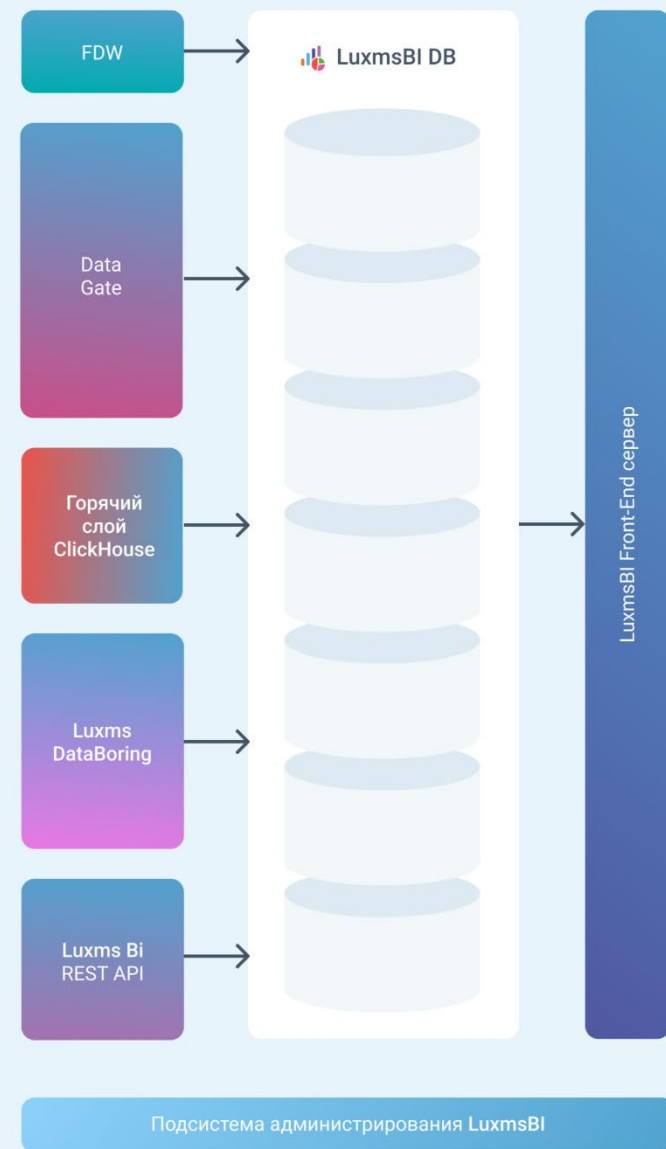 FDW
LuxmsBI DB
Data
Gate
Горячий
слой
ClickHouse
Luxms
DataBoring
Luxms Bi
REST API
LuxmsBI Front-End сервер
Подсистема администрирования LuxmsBI